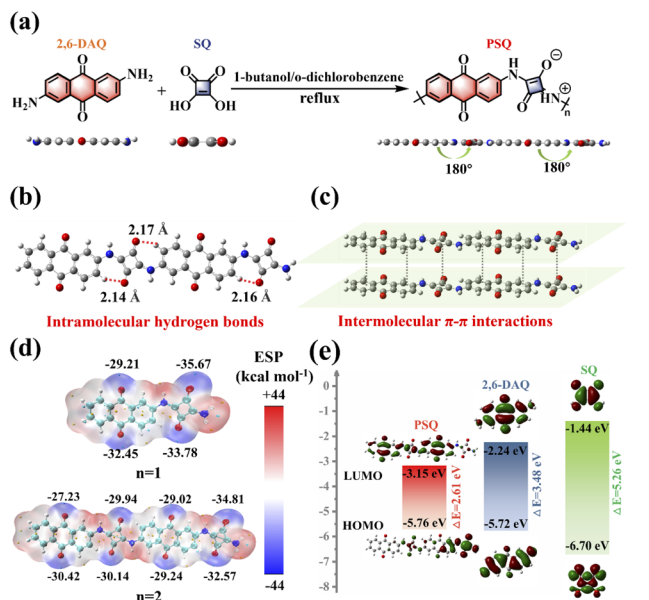 (a)
2,6-DAQ
SQ
PSQ
O
NH₂
H₂N
O
+
O O
HO OH
1-butanol/o-dichlorobenzene
reflux
O
H
N
O
⊖
O
O
⊕
HN
n
180°
180°
(b)
2.17 Å
2.14 Å
2.16 Å
Intramolecular hydrogen bonds
(c)
Intermolecular π-π interactions
(d)
-29.21
-35.67
-32.45
-33.78
n=1
-27.23
-29.94
-29.02
-34.81
-30.42
-30.14
-29.24
-32.57
n=2
ESP
(kcal mol⁻¹)
+44
-44
(e)
0
-1
-2
-3
-4
-5
-6
-7
-8
LUMO
HOMO
PSQ
-3.15 eV
-5.76 eV
△E=2.61 eV
2,6-DAQ
-2.24 eV
-5.72 eV
△E=3.48 eV
SQ
-1.44 eV
-6.70 eV
△E=5.26 eV